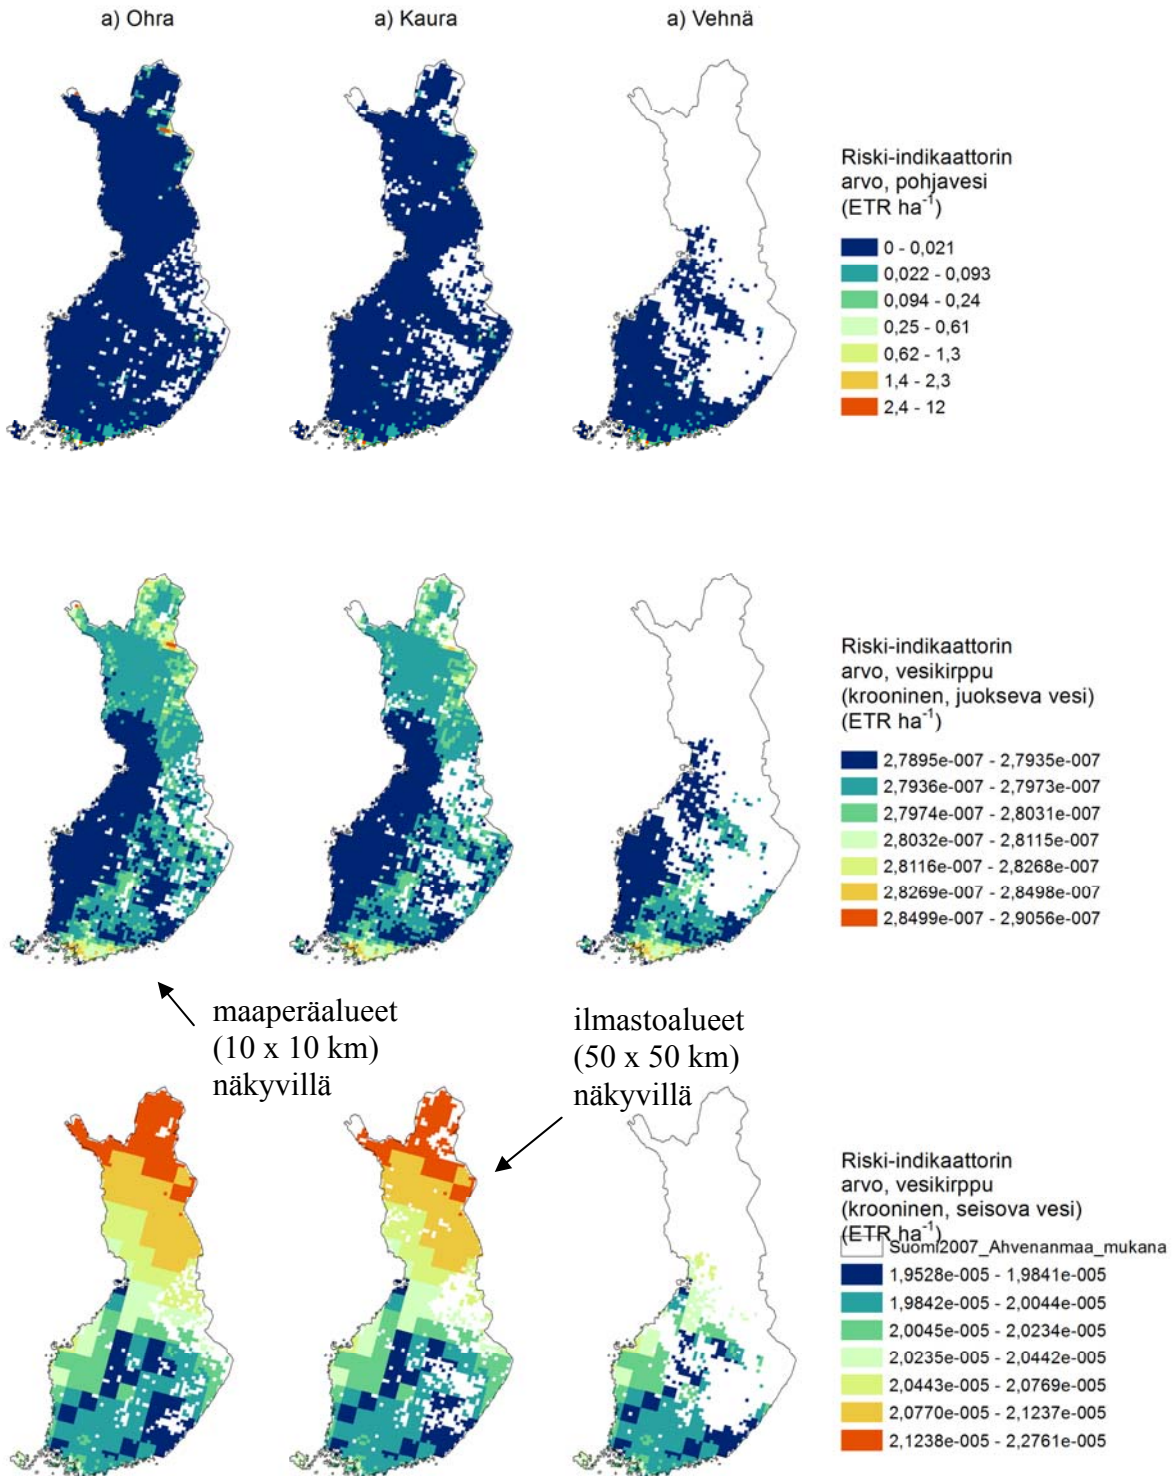 a) Ohra
a) Kaura
a) Vehnä
Riski-indikaattorin
arvo, pohjavesi
(ETR ha⁻¹)
0 - 0,021
0,022 - 0,093
0,094 - 0,24
0,25 - 0,61
0,62 - 1,3
1,4 - 2,3
2,4 - 12
Riski-indikaattorin
arvo, vesikirppu
(krooninen, juokseva vesi)
(ETR ha⁻¹)
2,7895e-007 - 2,7935e-007
2,7936e-007 - 2,7973e-007
2,7974e-007 - 2,8031e-007
2,8032e-007 - 2,8115e-007
2,8116e-007 - 2,8268e-007
2,8269e-007 - 2,8498e-007
2,8499e-007 - 2,9056e-007
maaperäalueet
(10 x 10 km)
näkyvillä
ilmastoalueet
(50 x 50 km)
näkyvillä
Riski-indikaattorin
arvo, vesikirppu
(krooninen, seisova vesi)
(ETR ha⁻¹)
Suomi2007_Ahvenanmaa_mukana
1,9528e-005 - 1,9841e-005
1,9842e-005 - 2,0044e-005
2,0045e-005 - 2,0234e-005
2,0235e-005 - 2,0442e-005
2,0443e-005 - 2,0769e-005
2,0770e-005 - 2,1237e-005
2,1238e-005 - 2,2761e-005